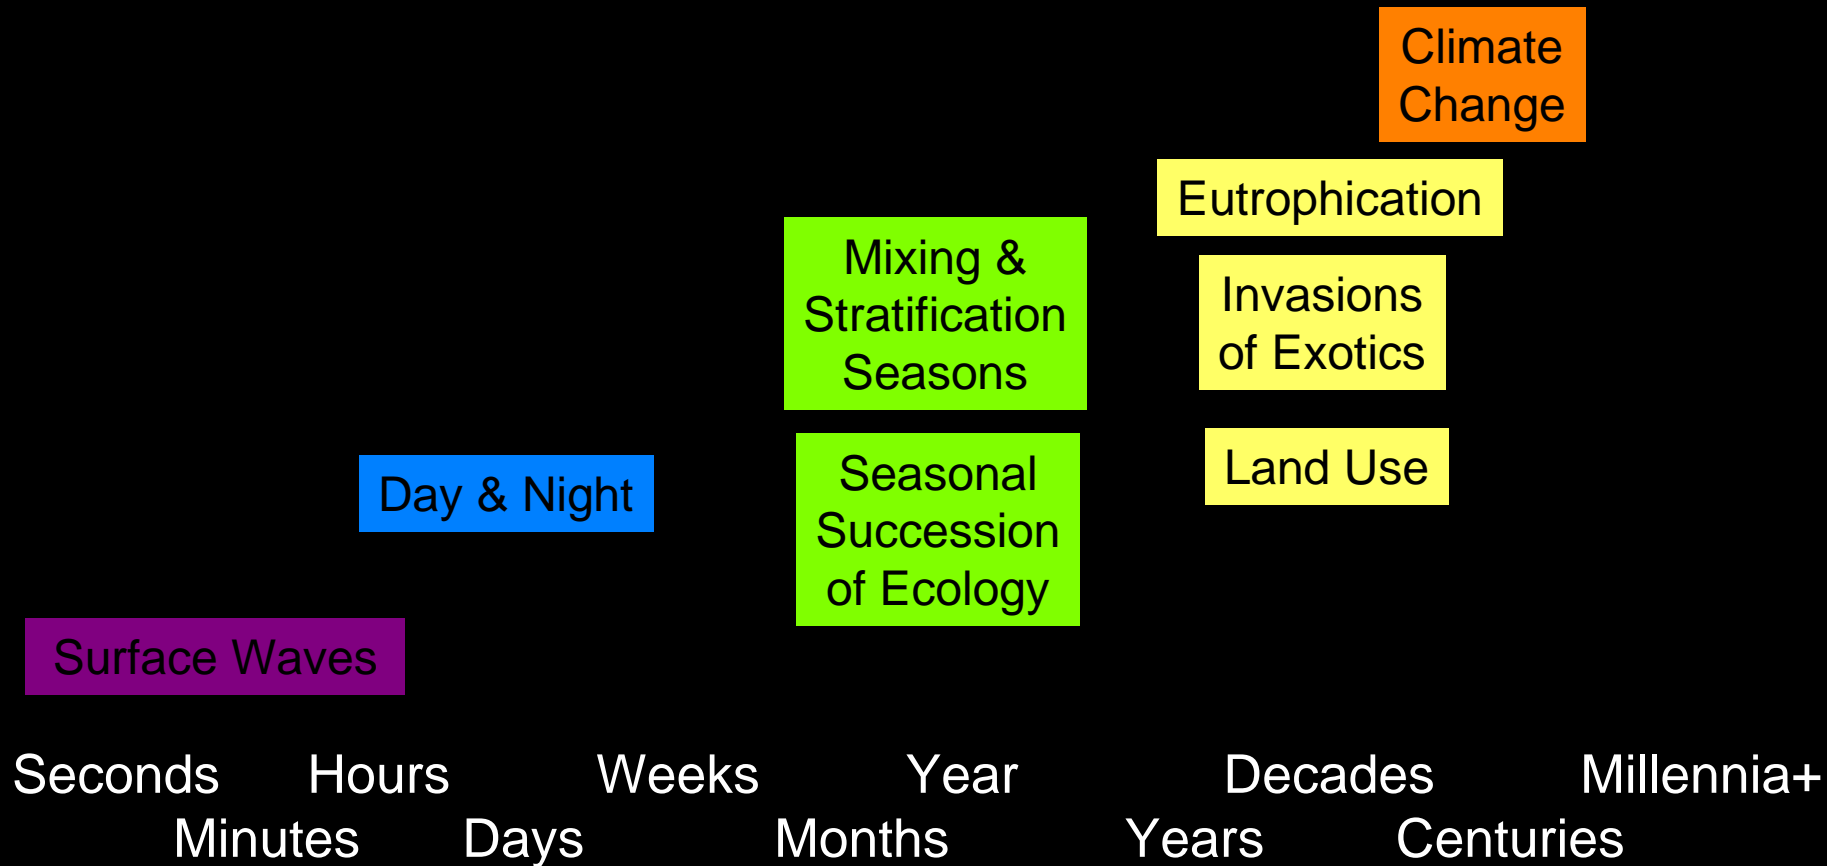 Climate
Change
Eutrophication
Mixing &
Stratification
Seasons
Invasions
of Exotics
Land Use
Day & Night
Seasonal
Succession
of Ecology
Surface Waves
Seconds Hours Weeks Year Decades Millennia+
Minutes Days Months Years Centuries